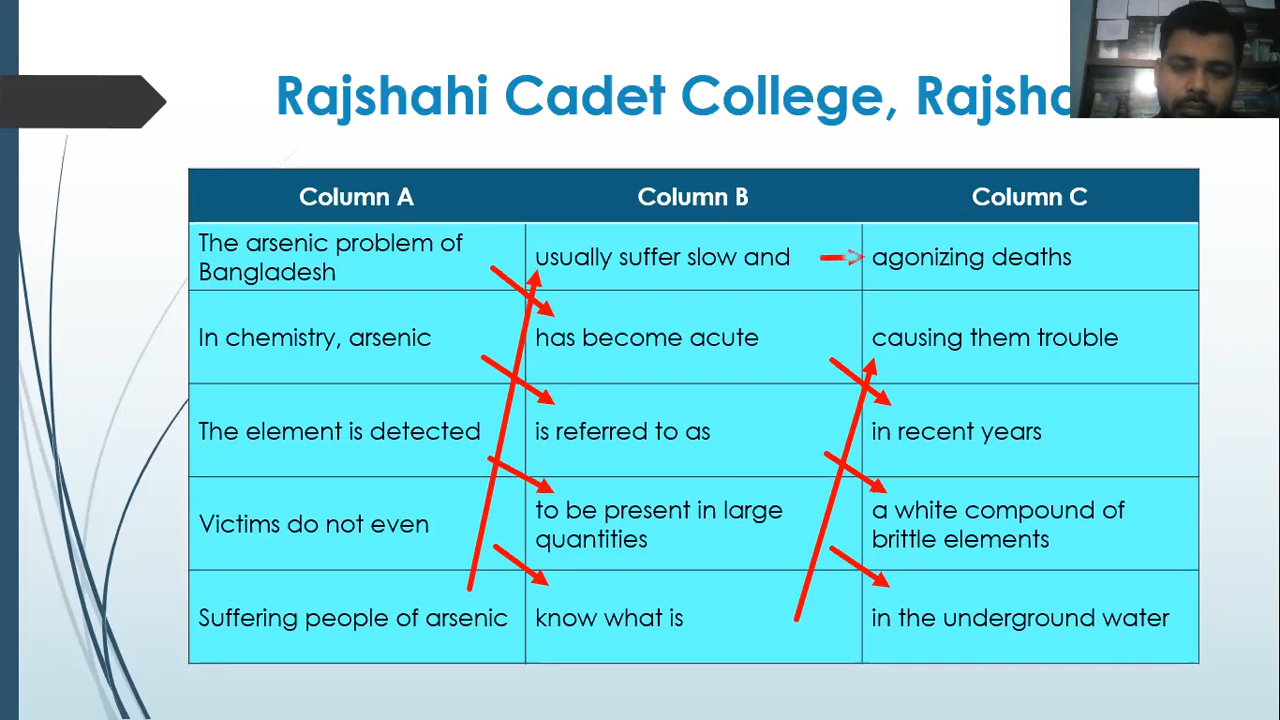 Rajshahi Cadet College,
Column A
Column B
Column C
The arsenic problem of
Bangladesh
usually suffer slow and
agonizing deaths
In chemistry, arsenic
has become acute
causing them trouble
The element is detected
is referred to as
in recent years
Victims do not even
to be present in large
quantities
a white compound of
brittle elements
Suffering people of arsenic
know what is
in the underground water